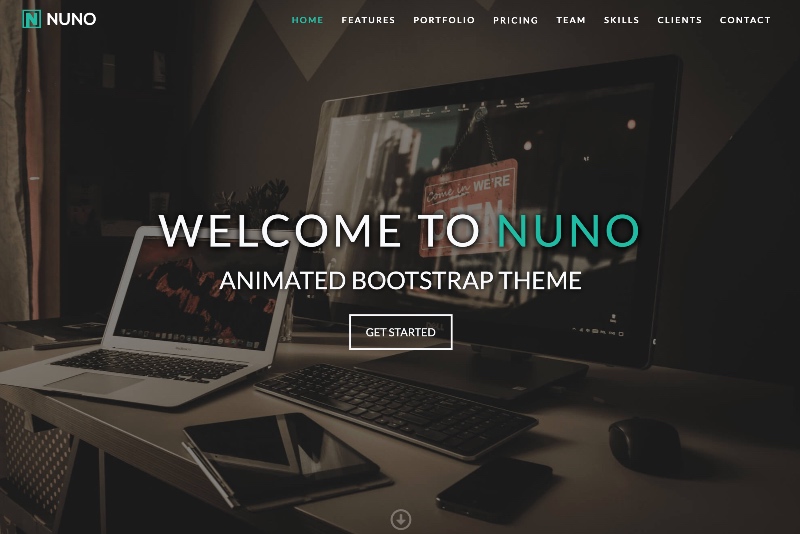 NUNO
HOME FEATURES PORTFOLIO PRICING TEAM SKILLS CLIENTS CONTACT
Come in WE'RE
OPEN
WELCOME TO NUNO
ANIMATED BOOTSTRAP THEME
GET STARTED